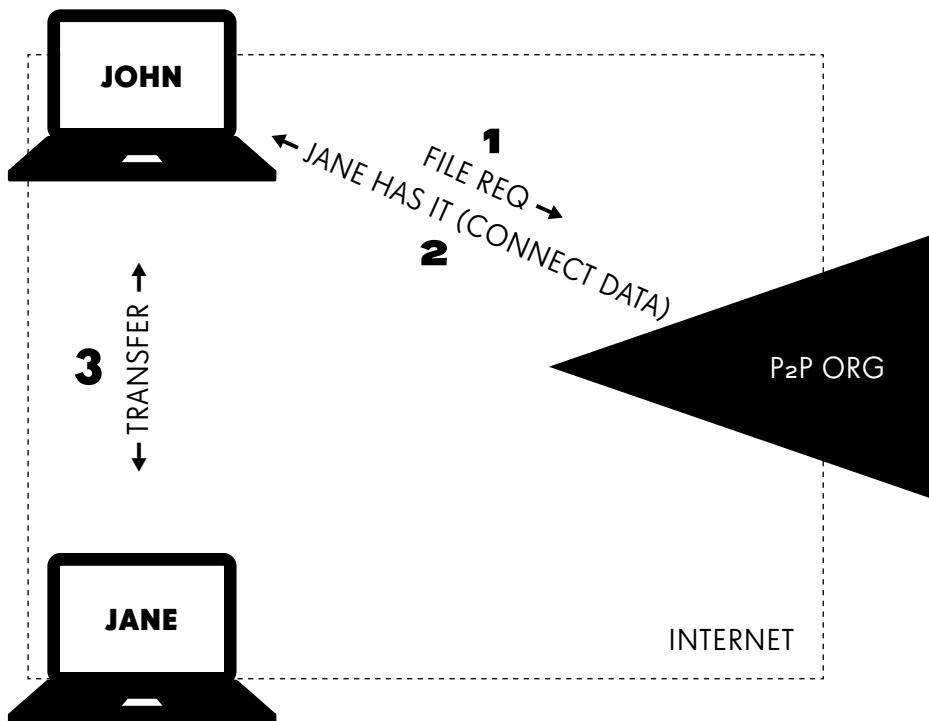 JOHN
1
FILE REQ →
← JANE HAS IT (CONNECT DATA)
2
3
← TRANSFER →
P2P ORG
JANE
INTERNET